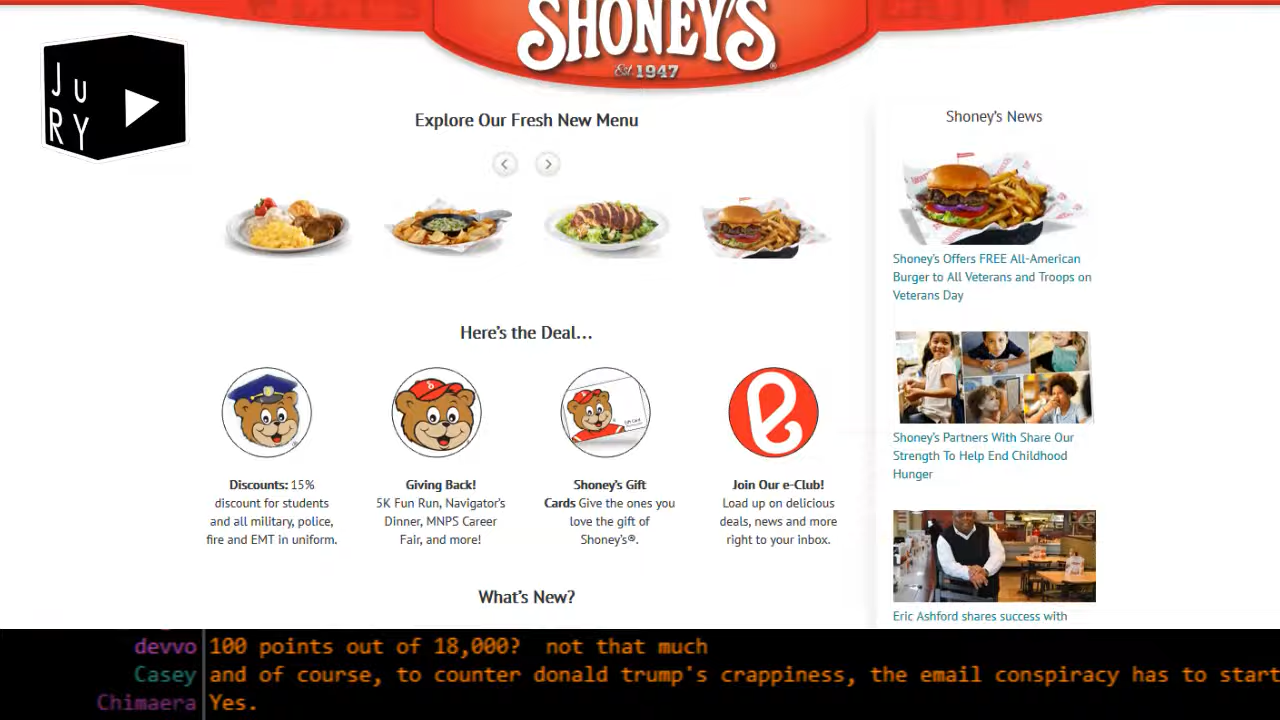 SHONEY'S
Est. 1947
JURY
Explore Our Fresh New Menu
Here's the Deal...
Discounts: 15%
discount for students
and all military, police,
fire and EMT in uniform.
Giving Back!
5K Fun Run, Navigator's
Dinner, MNPS Career
Fair, and more!
Shoney's Gift
Cards Give the ones you
love the gift of
Shoney's®.
Join Our e-Club!
Load up on delicious
deals, news and more
right to your inbox.
What's New?
Shoney's News
Shoney's Offers FREE All-American
Burger to All Veterans and Troops on
Veterans Day
Shoney's Partners With Share Our
Strength To Help End Childhood
Hunger
Eric Ashford shares success with
devvo 100 points out of 18,000? not that much
Casey and of course, to counter donald trump's crappiness, the email conspiracy has to start
Chimaera Yes.